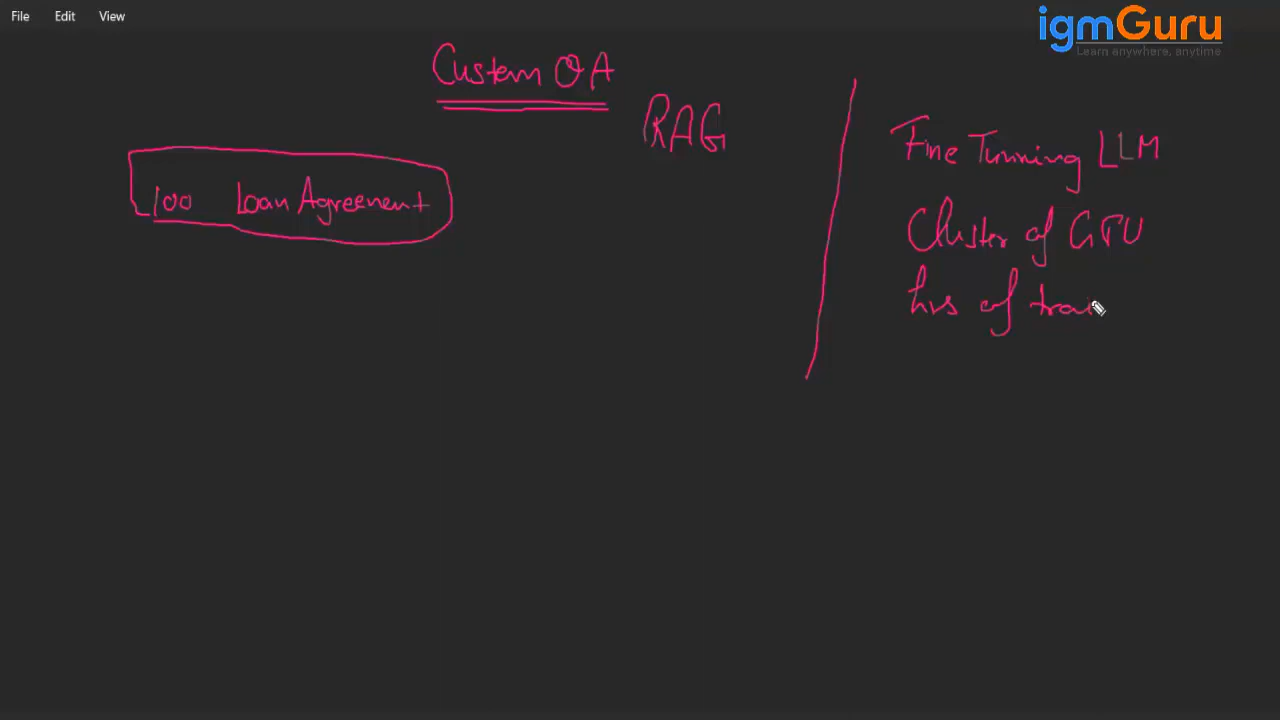 File Edit View
igmGuru
Learn anywhere, anytime
Custom QA
RAG
100 Loan Agreement
Fine Tunning LLM
Cluster of GPU
hrs of trai